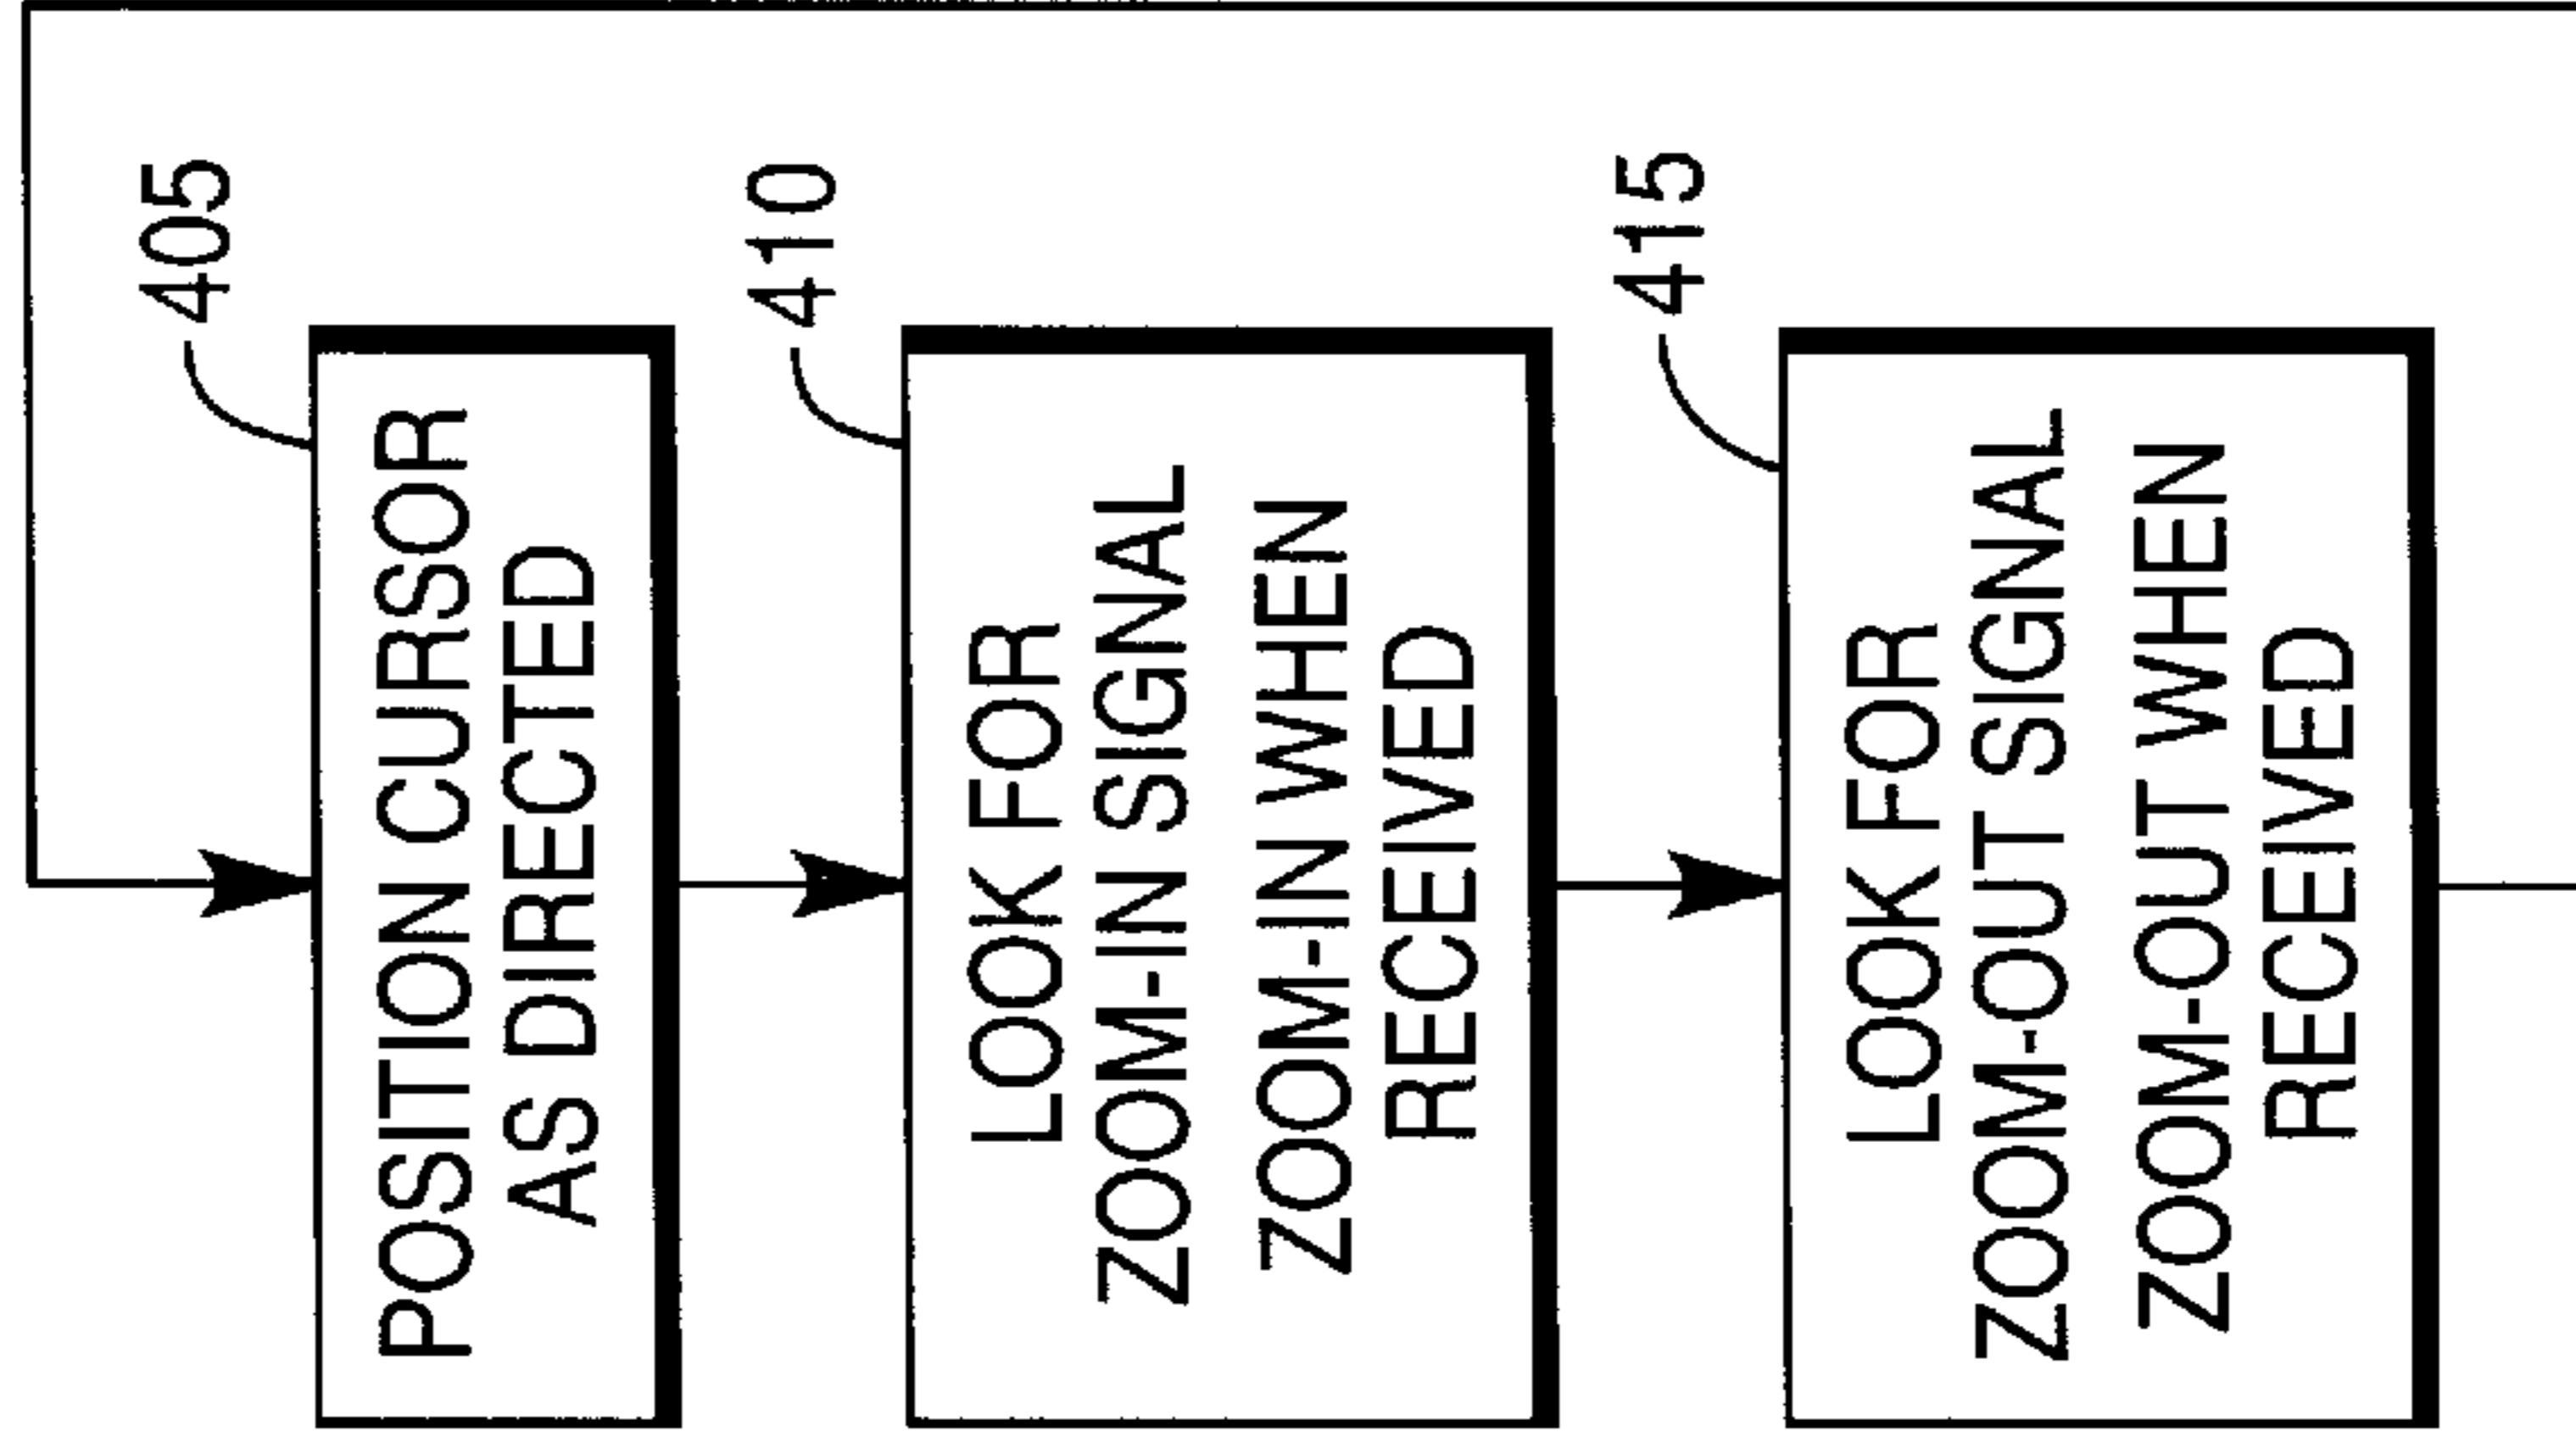 405
POSITION CURSOR
AS DIRECTED
410
LOOK FOR
ZOOM-IN SIGNAL
ZOOM-IN WHEN
RECEIVED
415
LOOK FOR
ZOOM-OUT SIGNAL
ZOOM-OUT WHEN
RECEIVED